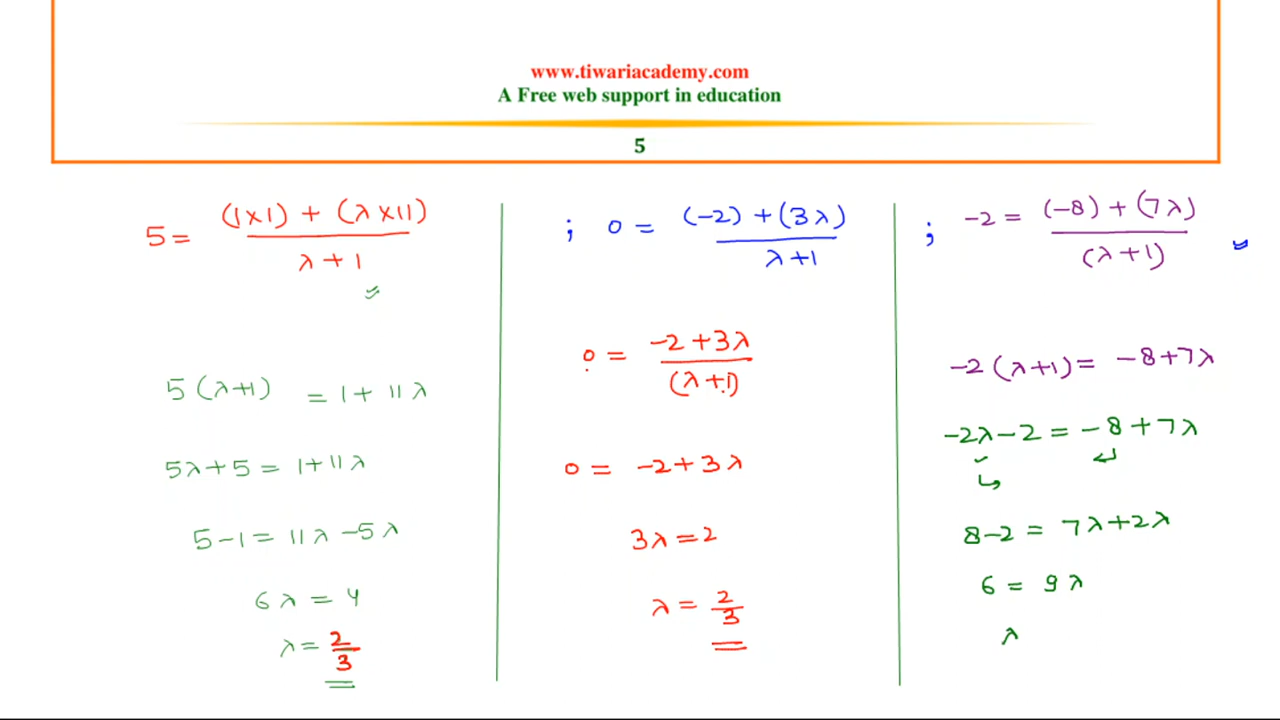 www.tiwariacademy.com
A Free web support in education
5
5 = (1×1) + (λ×11) / λ+1
5(λ+1) = 1+11λ
5λ+5 = 1+11λ
5-1 = 11λ-5λ
6λ = 4
λ = 2/3
; 0 = (-2)+(3λ) / λ+1
0 = -2+3λ / (λ+1)
0 = -2+3λ
3λ = 2
λ = 2/3
; -2 = (-8)+(7λ) / (λ+1)
-2(λ+1) = -8+7λ
-2λ-2 = -8+7λ
8-2 = 7λ+2λ
6 = 9λ
λ